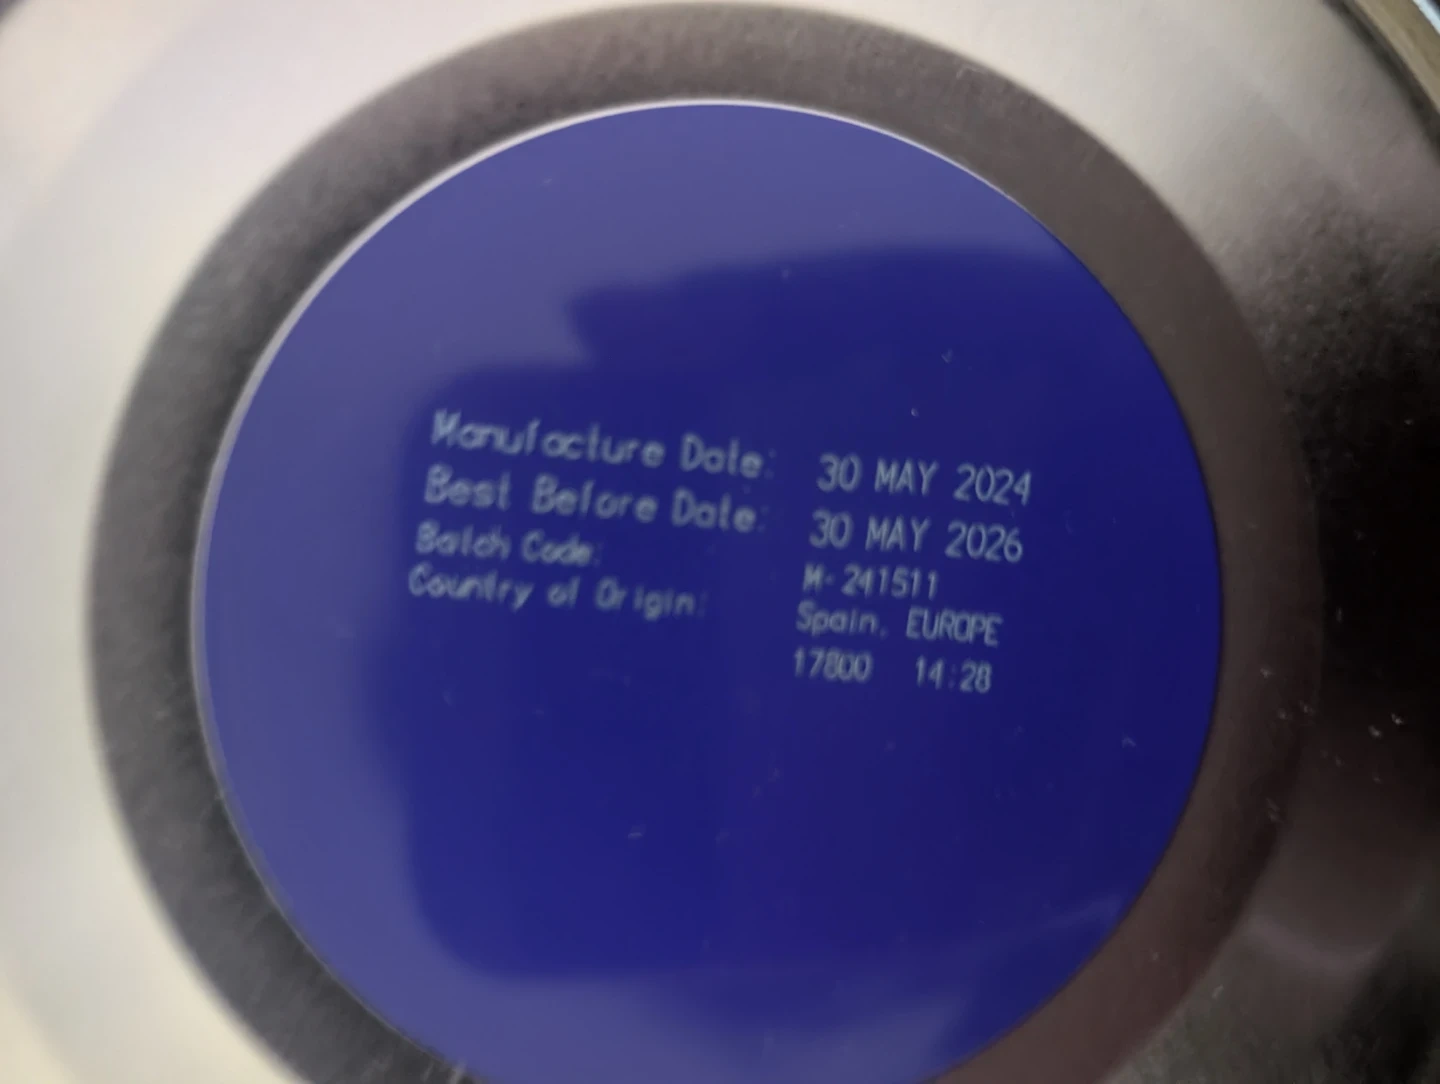 Manufacture Date: 30 MAY 2024
Best Before Date: 30 MAY 2026
Batch Code: M-241511
Country of Origin: Spain, EUROPE
17800 14:28